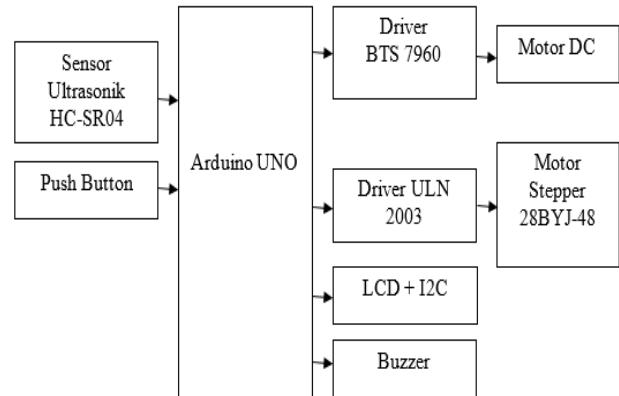 Sensor
Ultrasonik
HC-SR04
Push Button
Arduino UNO
Driver
BTS 7960
Motor DC
Driver ULN
2003
Motor
Stepper
28BYJ-48
LCD + I2C
Buzzer